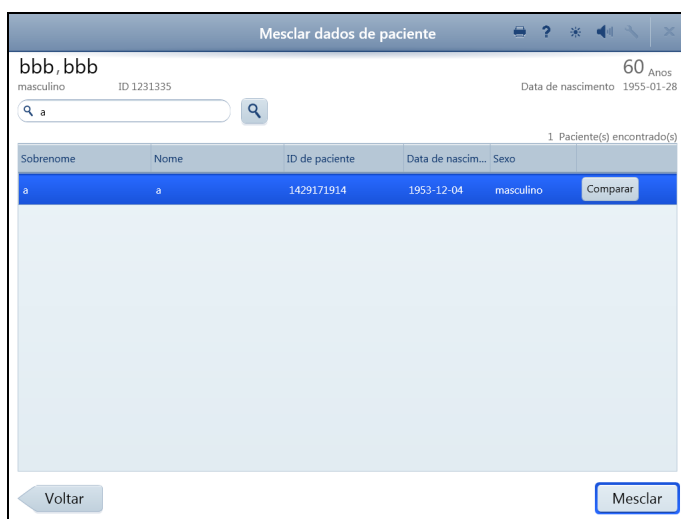 Mesclar dados de paciente ?
bbb, bbb 60 Anos
masculino ID 1231335 Data de nascimento 1955-01-28
a
1 Paciente(s) encontrado(s)
Sobrenome Nome ID de paciente Data de nascim... Sexo
a a 1429171914 1953-12-04 masculino Comparar
Voltar Mesclar